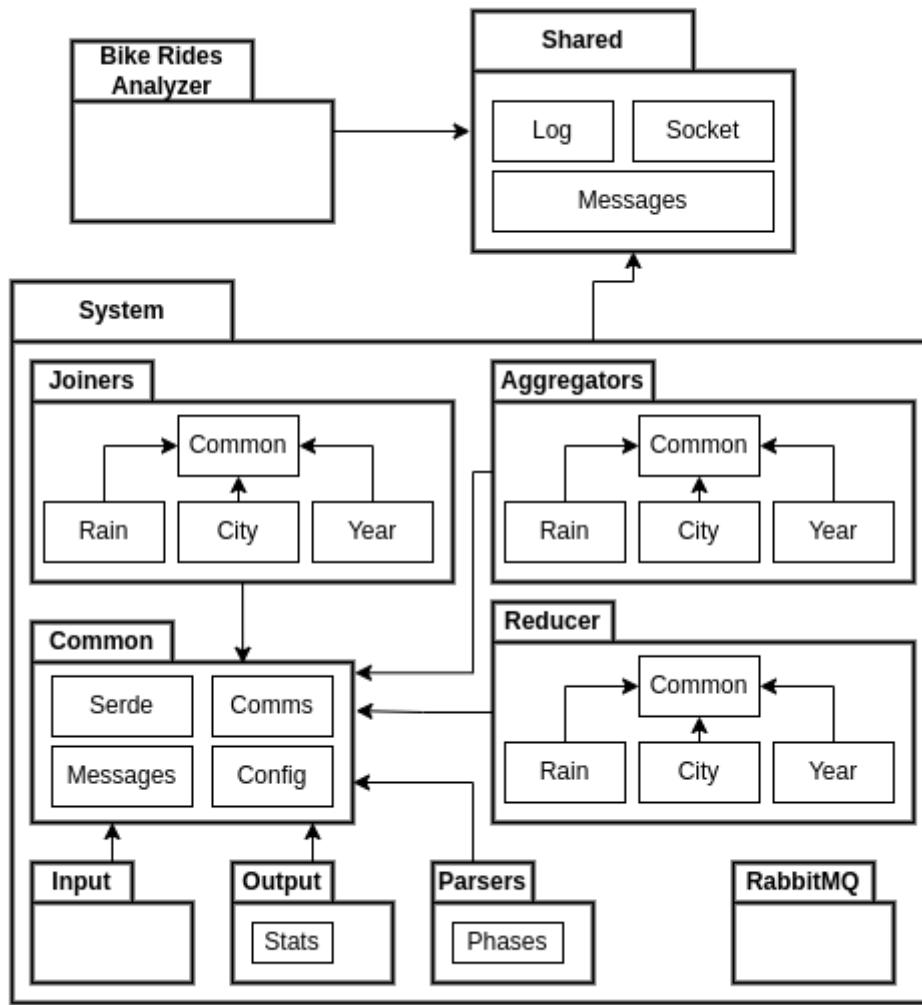 Bike Rides
Analyzer
Shared
Log
Socket
Messages
System
Joiners
Common
Rain
City
Year
Aggregators
Common
Rain
City
Year
Common
Serde
Comms
Messages
Config
Reducer
Common
Rain
City
Year
Input
Output
Stats
Parsers
Phases
RabbitMQ